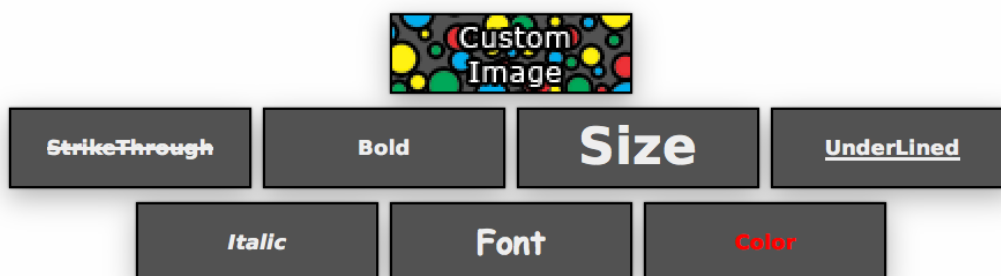 Custom
Image
StrikeThrough
Bold
Size
UnderLined
Italic
Font
Color